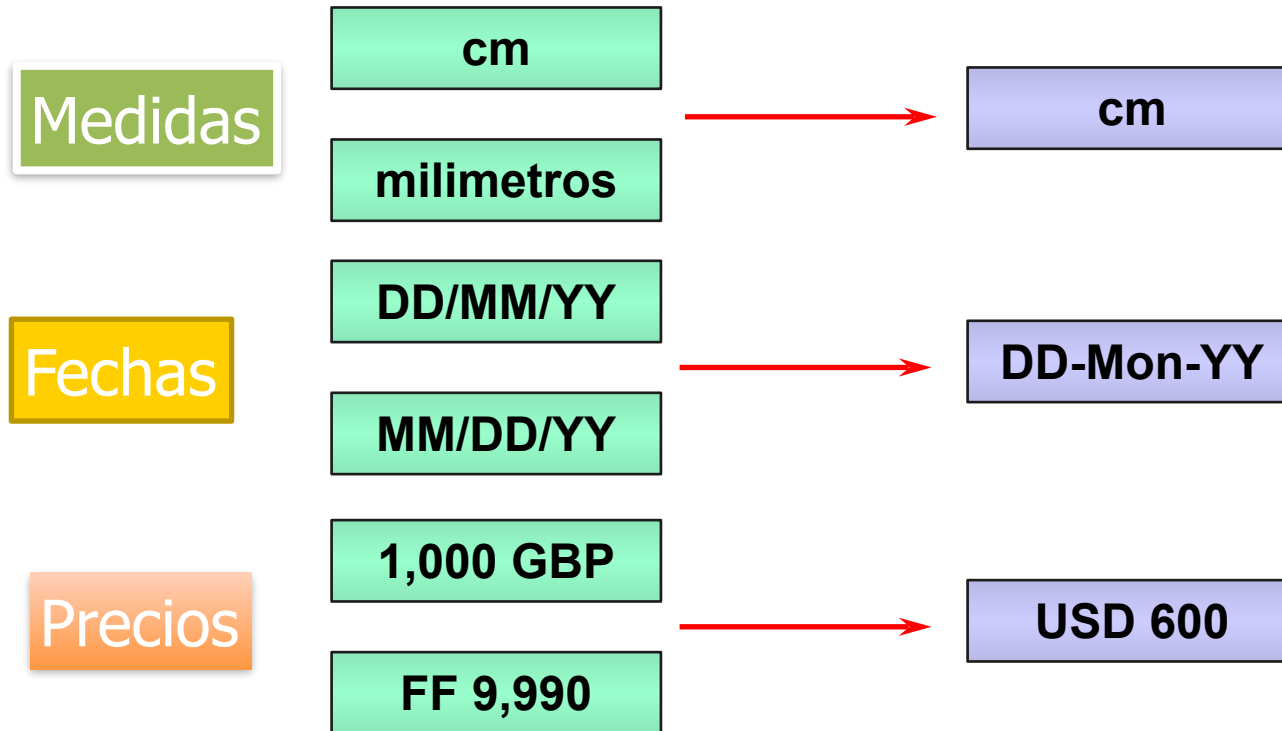 Medidas
cm
milimetros
cm
Fechas
DD/MM/YY
MM/DD/YY
DD-Mon-YY
Precios
1,000 GBP
FF 9,990
USD 600